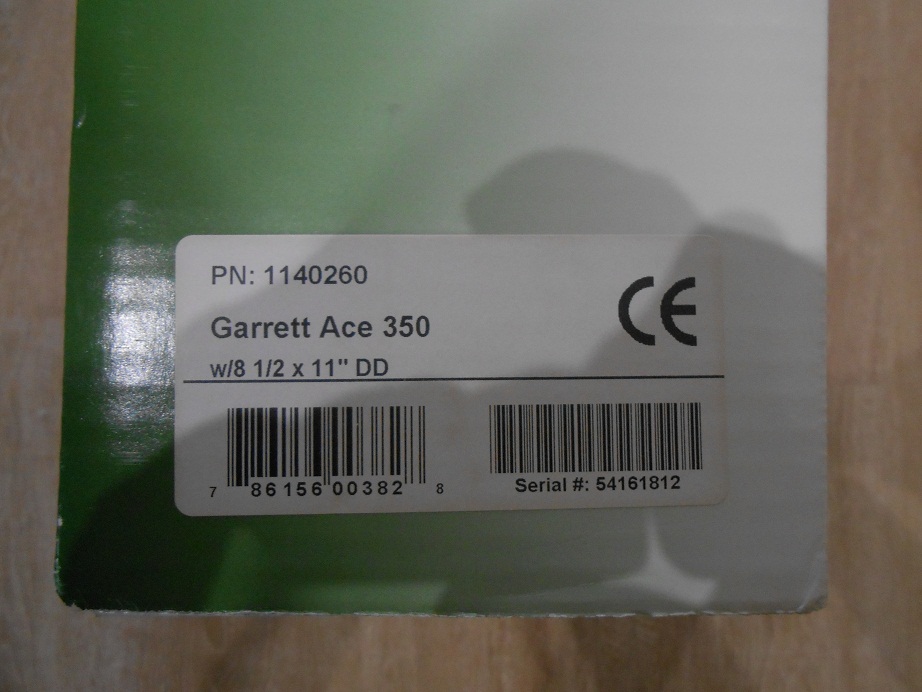 PN: 1140260
CE
Garrett Ace 350
w/8 1/2 x 11" DD
7 86156 00382 8
Serial #: 54161812